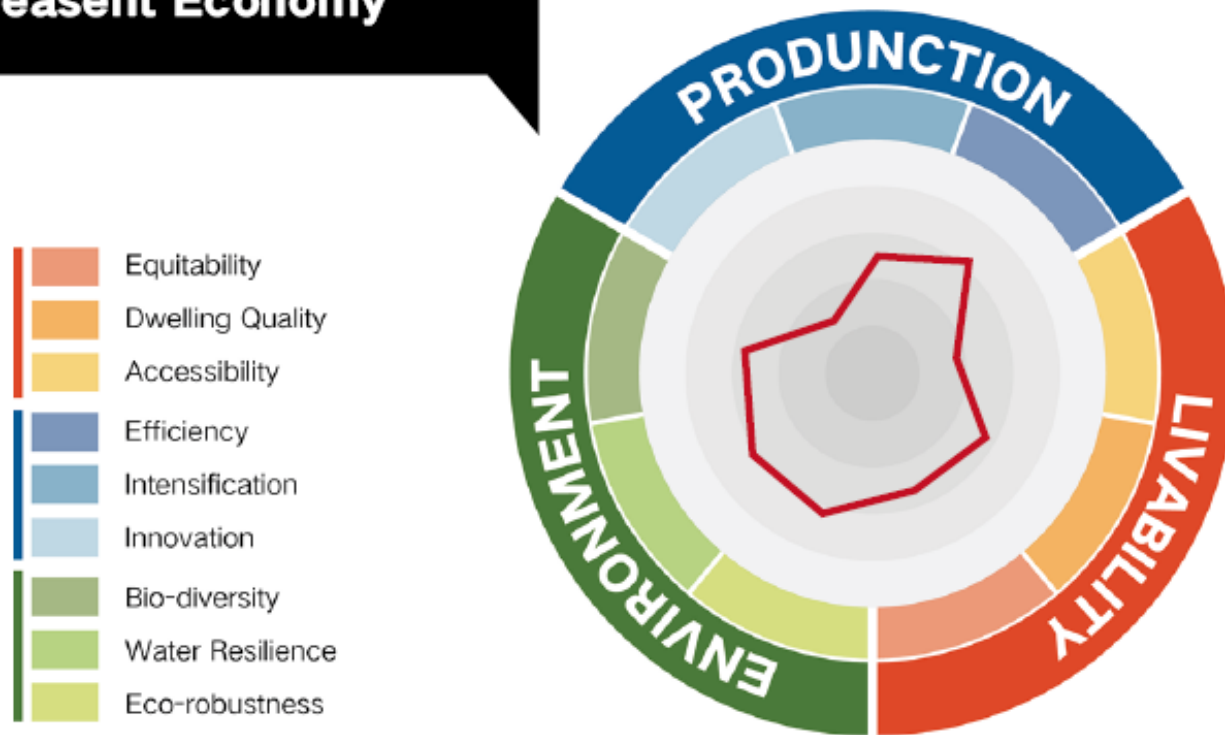 easent Economy
PRODUNCTION
LIVABILITY
ENVIRONMENT
Equitability
Dwelling Quality
Accessibility
Efficiency
Intensification
Innovation
Bio-diversity
Water Resilience
Eco-robustness